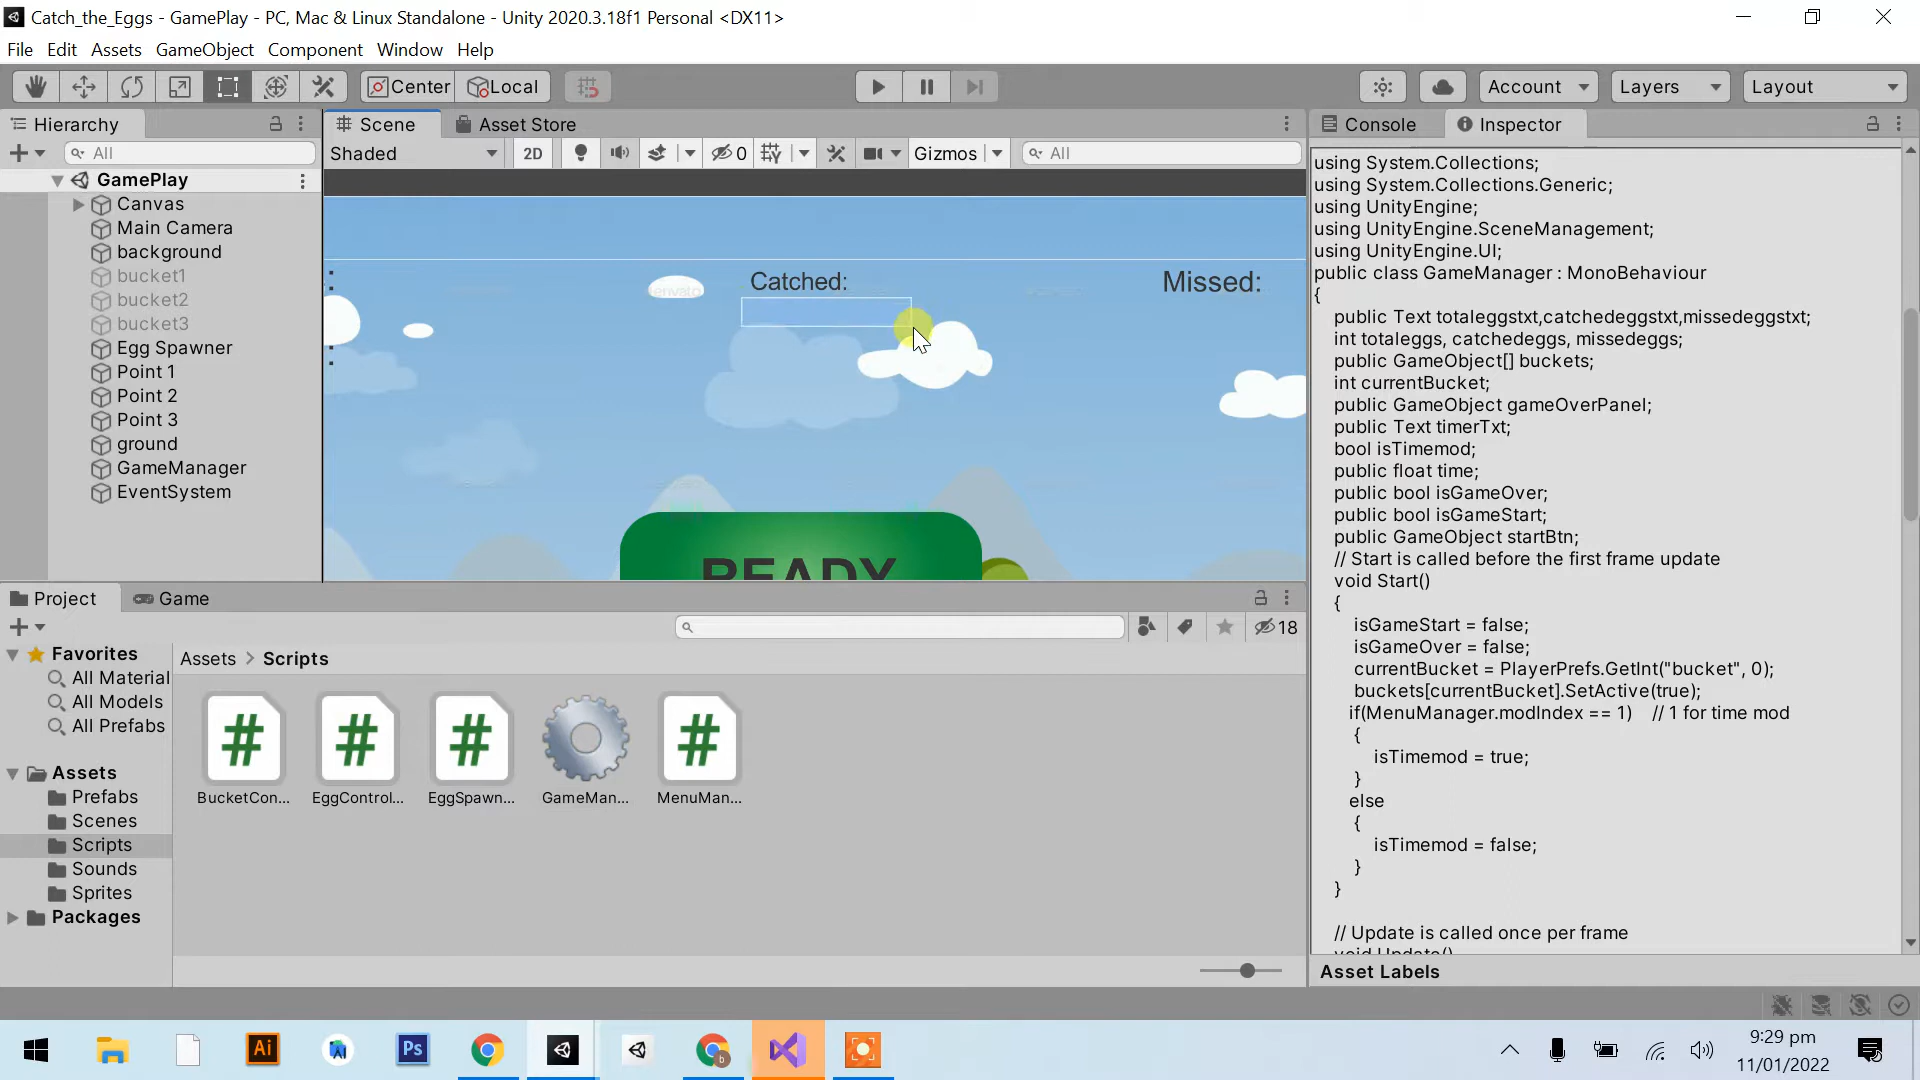 Catch_the_Eggs - GamePlay - PC, Mac & Linux Standalone - Unity 2020.3.18f1 Personal <DX11>
File Edit Assets GameObject Component Window Help
Center Local Account Layers Layout
Hierarchy
All
GamePlay
Canvas
Main Camera
background
bucket1
bucket2
bucket3
Egg Spawner
Point 1
Point 2
Point 3
ground
GameManager
EventSystem
Scene Asset Store
Shaded 2D 0 Gizmos All
Catched:
Missed:
READY
Console Inspector
using System.Collections;
using System.Collections.Generic;
using UnityEngine;
using UnityEngine.SceneManagement;
using UnityEngine.UI;
public class GameManager : MonoBehaviour
{
public Text totaleggstxt,catchedeggstxt,missedeggstxt;
int totaleggs, catchedeggs, missedeggs;
public GameObject[] buckets;
int currentBucket;
public GameObject gameOverPanel;
public Text timerTxt;
bool isTimemod;
public float time;
public bool isGameOver;
public bool isGameStart;
public GameObject startBtn;
// Start is called before the first frame update
void Start()
{
isGameStart = false;
isGameOver = false;
currentBucket = PlayerPrefs.GetInt("bucket", 0);
buckets[currentBucket].SetActive(true);
if(MenuManager.modIndex == 1) // 1 for time mod
{
isTimemod = true;
}
else
{
isTimemod = false;
}
}
// Update is called once per frame
void Update()
Asset Labels
Project Game
18
Favorites
All Material
All Models
All Prefabs
Assets
Prefabs
Scenes
Scripts
Sounds
Sprites
Packages
Assets > Scripts
BucketCon... EggControl... EggSpawn... GameMan... MenuMan...
Ai Ps
9:29 pm
11/01/2022